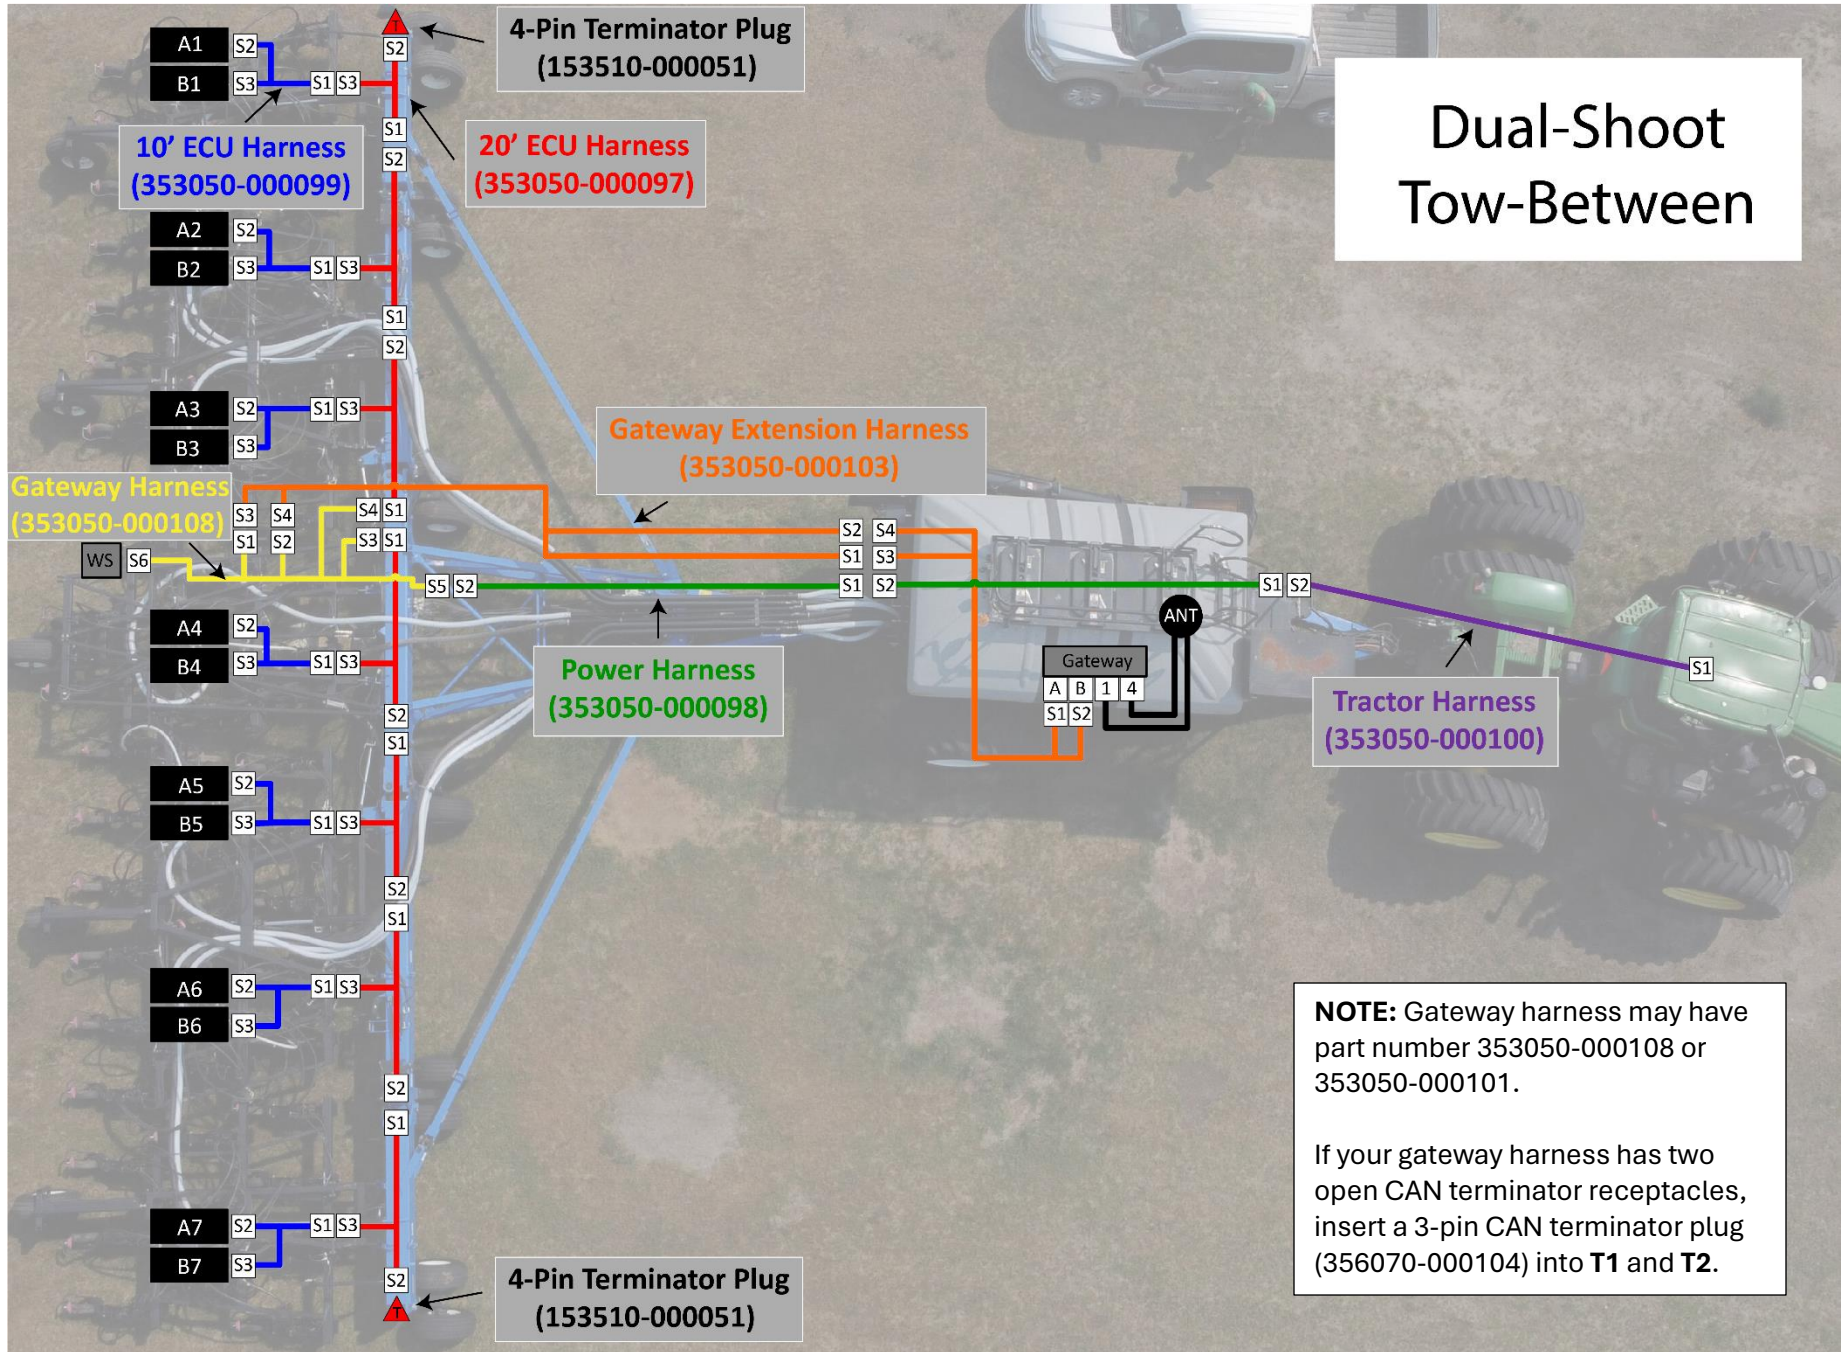 Dual-Shoot
Tow-Between
T
S2
4-Pin Terminator Plug
(153510-000051)
A1 S2
B1 S3 S1 S3
S1
10' ECU Harness
(353050-000099)
20' ECU Harness
(353050-000097)
S2
A2 S2
B2 S3 S1 S3
S1
S2
A3 S2 S1 S3
B3 S3
Gateway Extension Harness
(353050-000103)
Gateway Harness
(353050-000108)
S3 S4 S4 S1
S1 S2 S3 S1
WS S6
S5 S2
S2 S4
S1 S3
S1 S2
S1 S2
ANT
Gateway
A B 1 4
S1 S2
S1
A4 S2
B4 S3 S1 S3
Power Harness
(353050-000098)
Tractor Harness
(353050-000100)
S2
S1
A5 S2
B5 S3 S1 S3
S2
S1
A6 S2 S1 S3
B6 S3
S2
S1
A7 S2 S1 S3
B7 S3
S2
T
4-Pin Terminator Plug
(153510-000051)
NOTE: Gateway harness may have
part number 353050-000108 or
353050-000101.
If your gateway harness has two
open CAN terminator receptacles,
insert a 3-pin CAN terminator plug
(356070-000104) into T1 and T2.